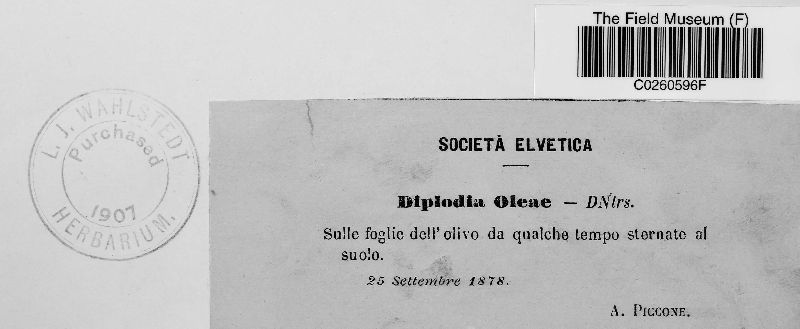 The Field Museum (F)
C0260596F
L. J. WAHLSTEDT
Purchased
1907
HERBARIUM.
SOCIETÀ ELVETICA
Diplodia Oleae — DNtrs.
Sulle foglie dell' olivo da qualche tempo sternate al
suolo.
25 Settembre 1878.
A. PICCONE.